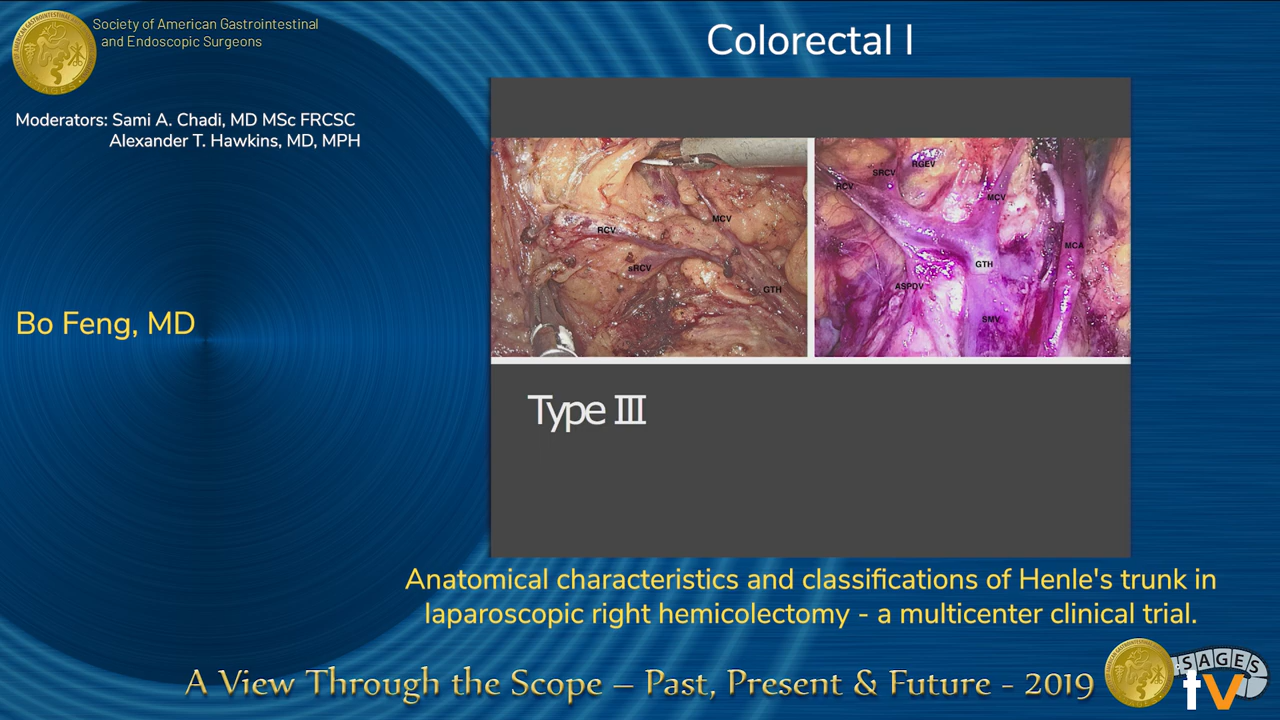 Society of American Gastrointestinal
and Endoscopic Surgeons
Colorectal I
Moderators: Sami A. Chadi, MD MSc FRCSC
Alexander T. Hawkins, MD, MPH
Bo Feng, MD
RCV
MCV
sRCV
GTH
RGEV
SRCV
RCV
MCV
MCA
GTH
ASPDV
SMV
Type III
Anatomical characteristics and classifications of Henle's trunk in
laparoscopic right hemicolectomy - a multicenter clinical trial.
A View Through the Scope – Past, Present & Future - 2019
SAGES
tv